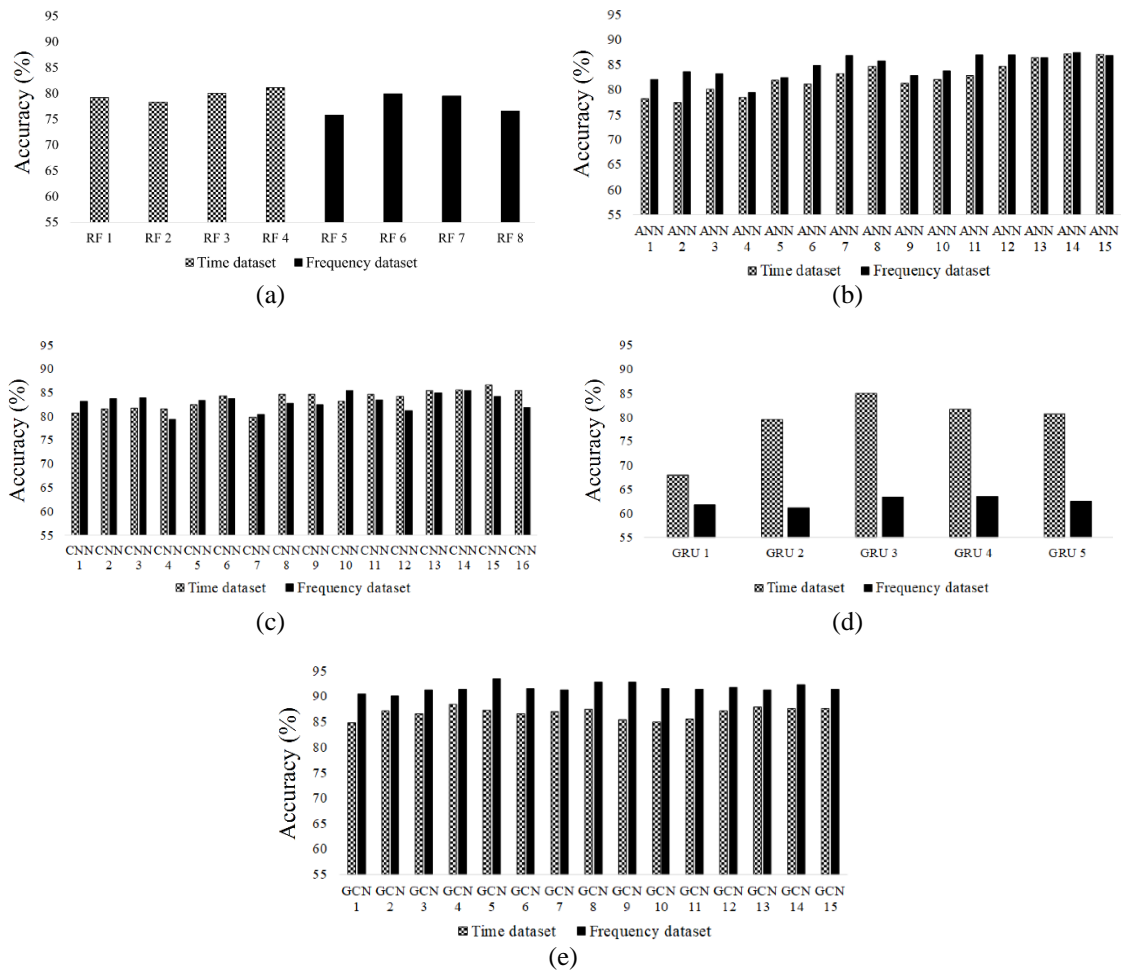 95
90
85
80
75
70
65
60
55
Accuracy (%)
RF 1 RF 2 RF 3 RF 4 RF 5 RF 6 RF 7 RF 8
Time dataset Frequency dataset
(a)
95
90
85
80
75
70
65
60
55
Accuracy (%)
ANN ANN ANN ANN ANN ANN ANN ANN ANN ANN ANN ANN ANN ANN ANN
1 2 3 4 5 6 7 8 9 10 11 12 13 14 15
Time dataset Frequency dataset
(b)
95
90
85
80
75
70
65
60
55
Accuracy (%)
CNN CNN CNN CNN CNN CNN CNN CNN CNN CNN CNN CNN CNN CNN CNN CNN
1 2 3 4 5 6 7 8 9 10 11 12 13 14 15 16
Time dataset Frequency dataset
(c)
95
90
85
80
75
70
65
60
55
Accuracy (%)
GRU 1 GRU 2 GRU 3 GRU 4 GRU 5
Time dataset Frequency dataset
(d)
95
90
85
80
75
70
65
60
55
Accuracy (%)
GCN GCN GCN GCN GCN GCN GCN GCN GCN GCN GCN GCN GCN GCN GCN
1 2 3 4 5 6 7 8 9 10 11 12 13 14 15
Time dataset Frequency dataset
(e)